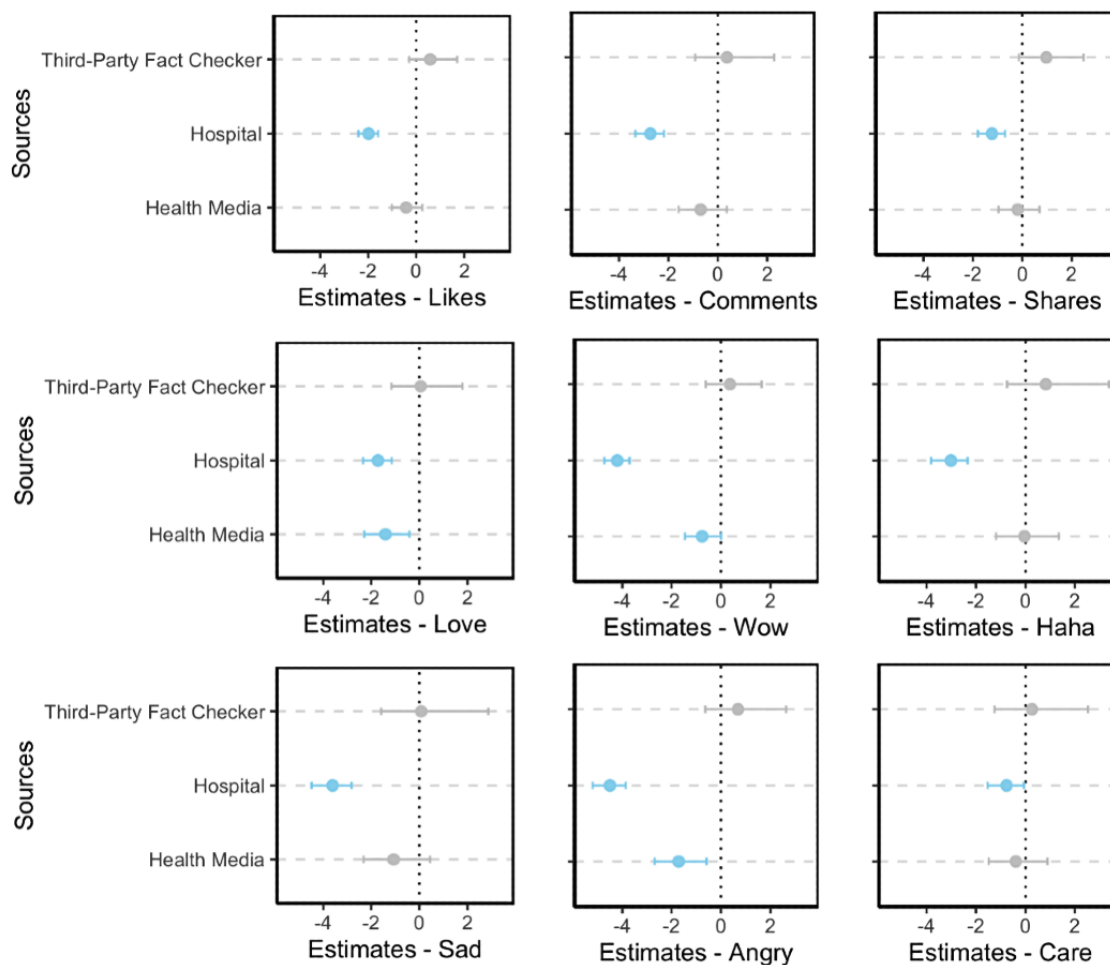 Sources
Third-Party Fact Checker
Hospital
Health Media
-4 -2 0 2
Estimates - Likes
-4 -2 0 2
Estimates - Comments
-4 -2 0 2
Estimates - Shares
Third-Party Fact Checker
Hospital
Health Media
-4 -2 0 2
Estimates - Love
-4 -2 0 2
Estimates - Wow
-4 -2 0 2
Estimates - Haha
Sources
Third-Party Fact Checker
Hospital
Health Media
-4 -2 0 2
Estimates - Sad
-4 -2 0 2
Estimates - Angry
-4 -2 0 2
Estimates - Care